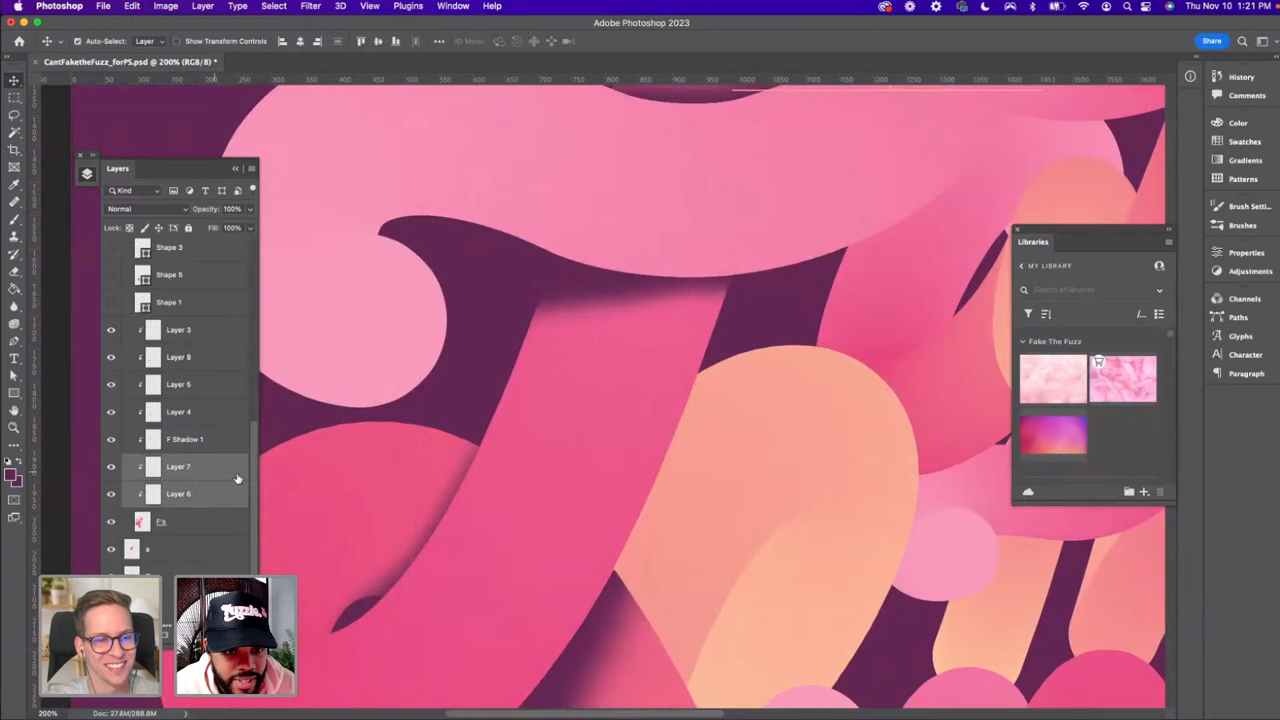 Photoshop File Edit Image Layer Type Select Filter 3D View Plugins Window Help
Thu Nov 10 1:21 PM
Adobe Photoshop 2023
Auto-Select: Layer Show Transform Controls
3D Mode:
Share
CantFaketheFuzz_forPS.psd @ 200% (RGB/8) *
Layers
Kind
Normal Opacity: 100%
Lock: Fill: 100%
Shape 3
Shape 5
Shape 1
Layer 3
Layer 8
Layer 5
Layer 4
F Shadow 1
Layer 7
Layer 6
a
Libraries
MY LIBRARY
Search all libraries
Fake The Fuzz
History
Comments
Color
Swatches
Gradients
Patterns
Brush Setti...
Brushes
Properties
Adjustments
Channels
Paths
Glyphs
Character
Paragraph
200% Doc: 27.6M/288.8M